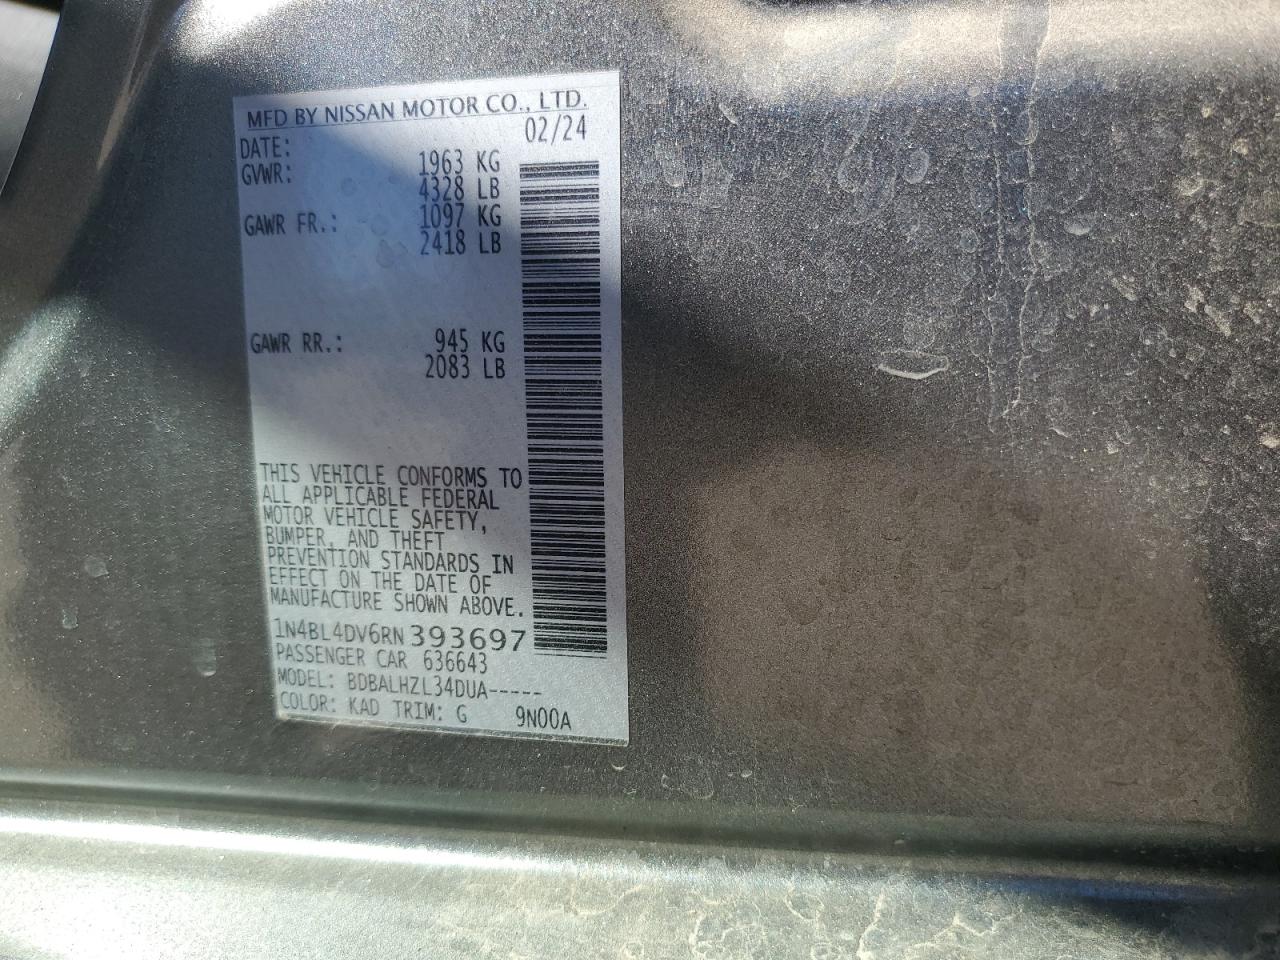 MFD BY NISSAN MOTOR CO., LTD.
DATE: 02/24
GVWR: 1963 KG
4328 LB
GAWR FR.: 1097 KG
2418 LB
GAWR RR.: 945 KG
2083 LB
THIS VEHICLE CONFORMS TO
ALL APPLICABLE FEDERAL
MOTOR VEHICLE SAFETY,
BUMPER, AND THEFT
PREVENTION STANDARDS IN
EFFECT ON THE DATE OF
MANUFACTURE SHOWN ABOVE.
1N4BL4DV6RN393697
PASSENGER CAR 636643
MODEL: BDBALHZL34DUA-----
COLOR: KAD TRIM: G 9N00A